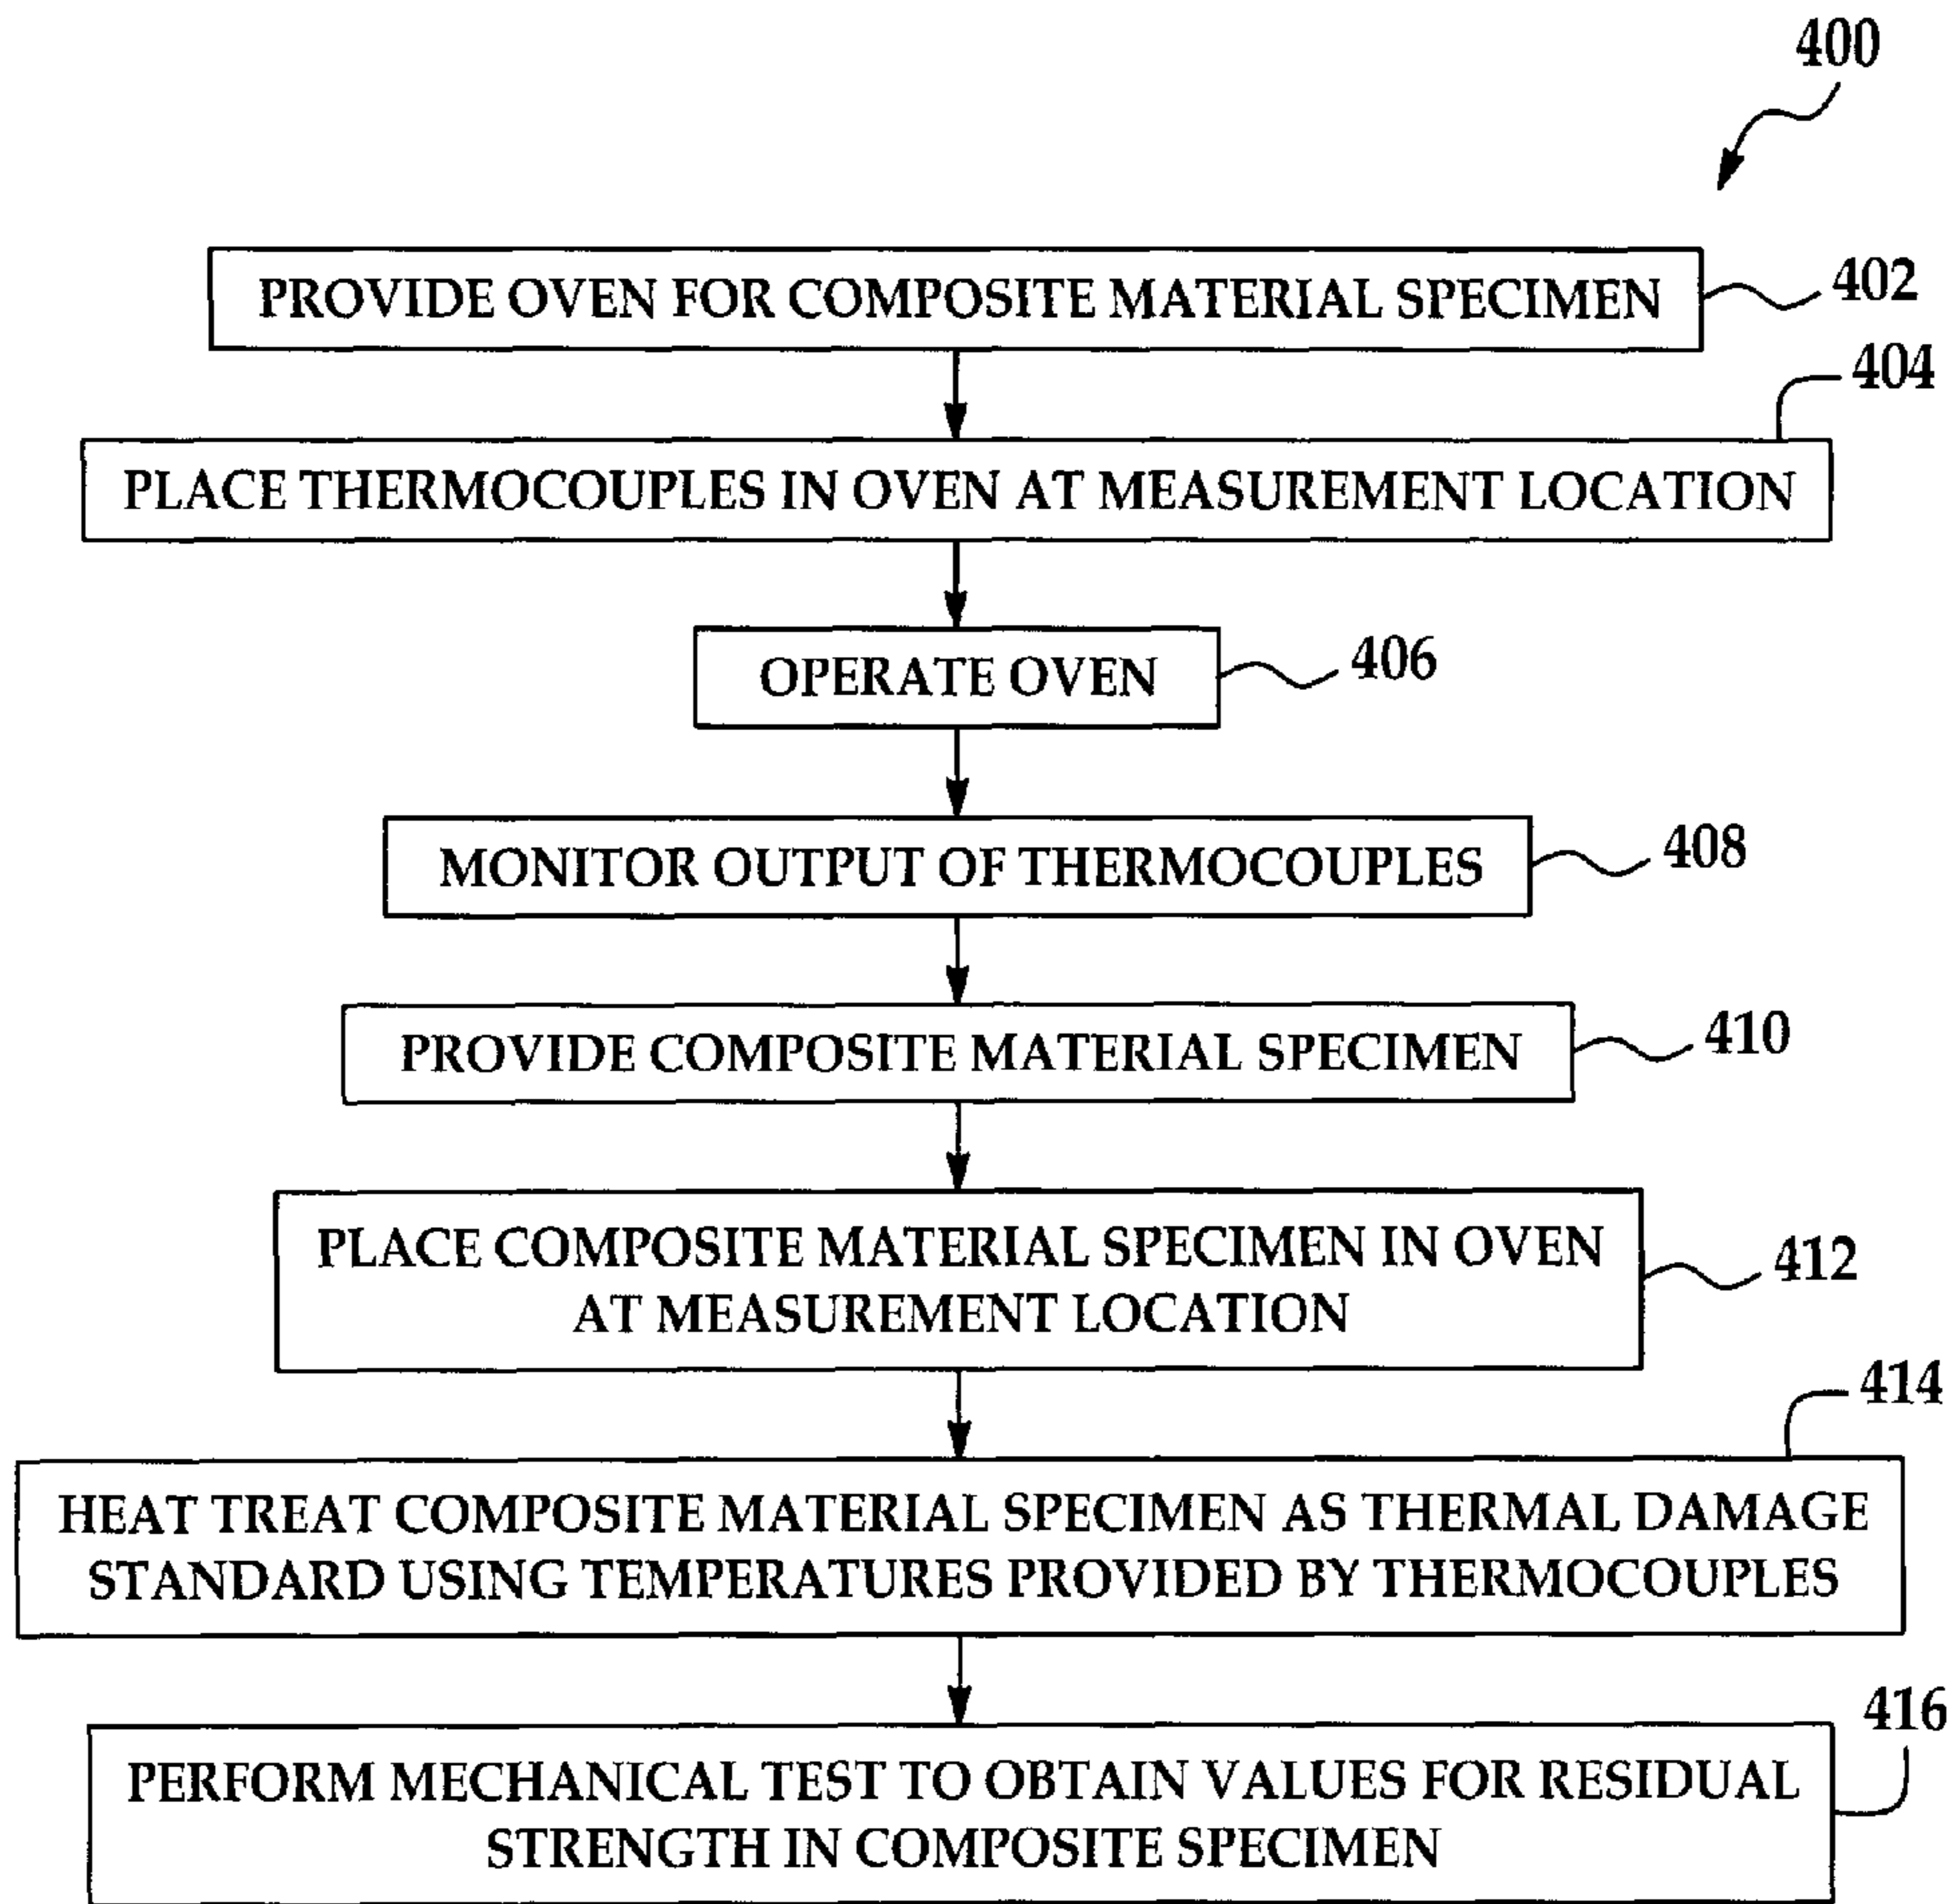 400
PROVIDE OVEN FOR COMPOSITE MATERIAL SPECIMEN
402
404
PLACE THERMOCOUPLES IN OVEN AT MEASUREMENT LOCATION
OPERATE OVEN
406
MONITOR OUTPUT OF THERMOCOUPLES
408
PROVIDE COMPOSITE MATERIAL SPECIMEN
410
PLACE COMPOSITE MATERIAL SPECIMEN IN OVEN
AT MEASUREMENT LOCATION
412
414
HEAT TREAT COMPOSITE MATERIAL SPECIMEN AS THERMAL DAMAGE
STANDARD USING TEMPERATURES PROVIDED BY THERMOCOUPLES
416
PERFORM MECHANICAL TEST TO OBTAIN VALUES FOR RESIDUAL
STRENGTH IN COMPOSITE SPECIMEN